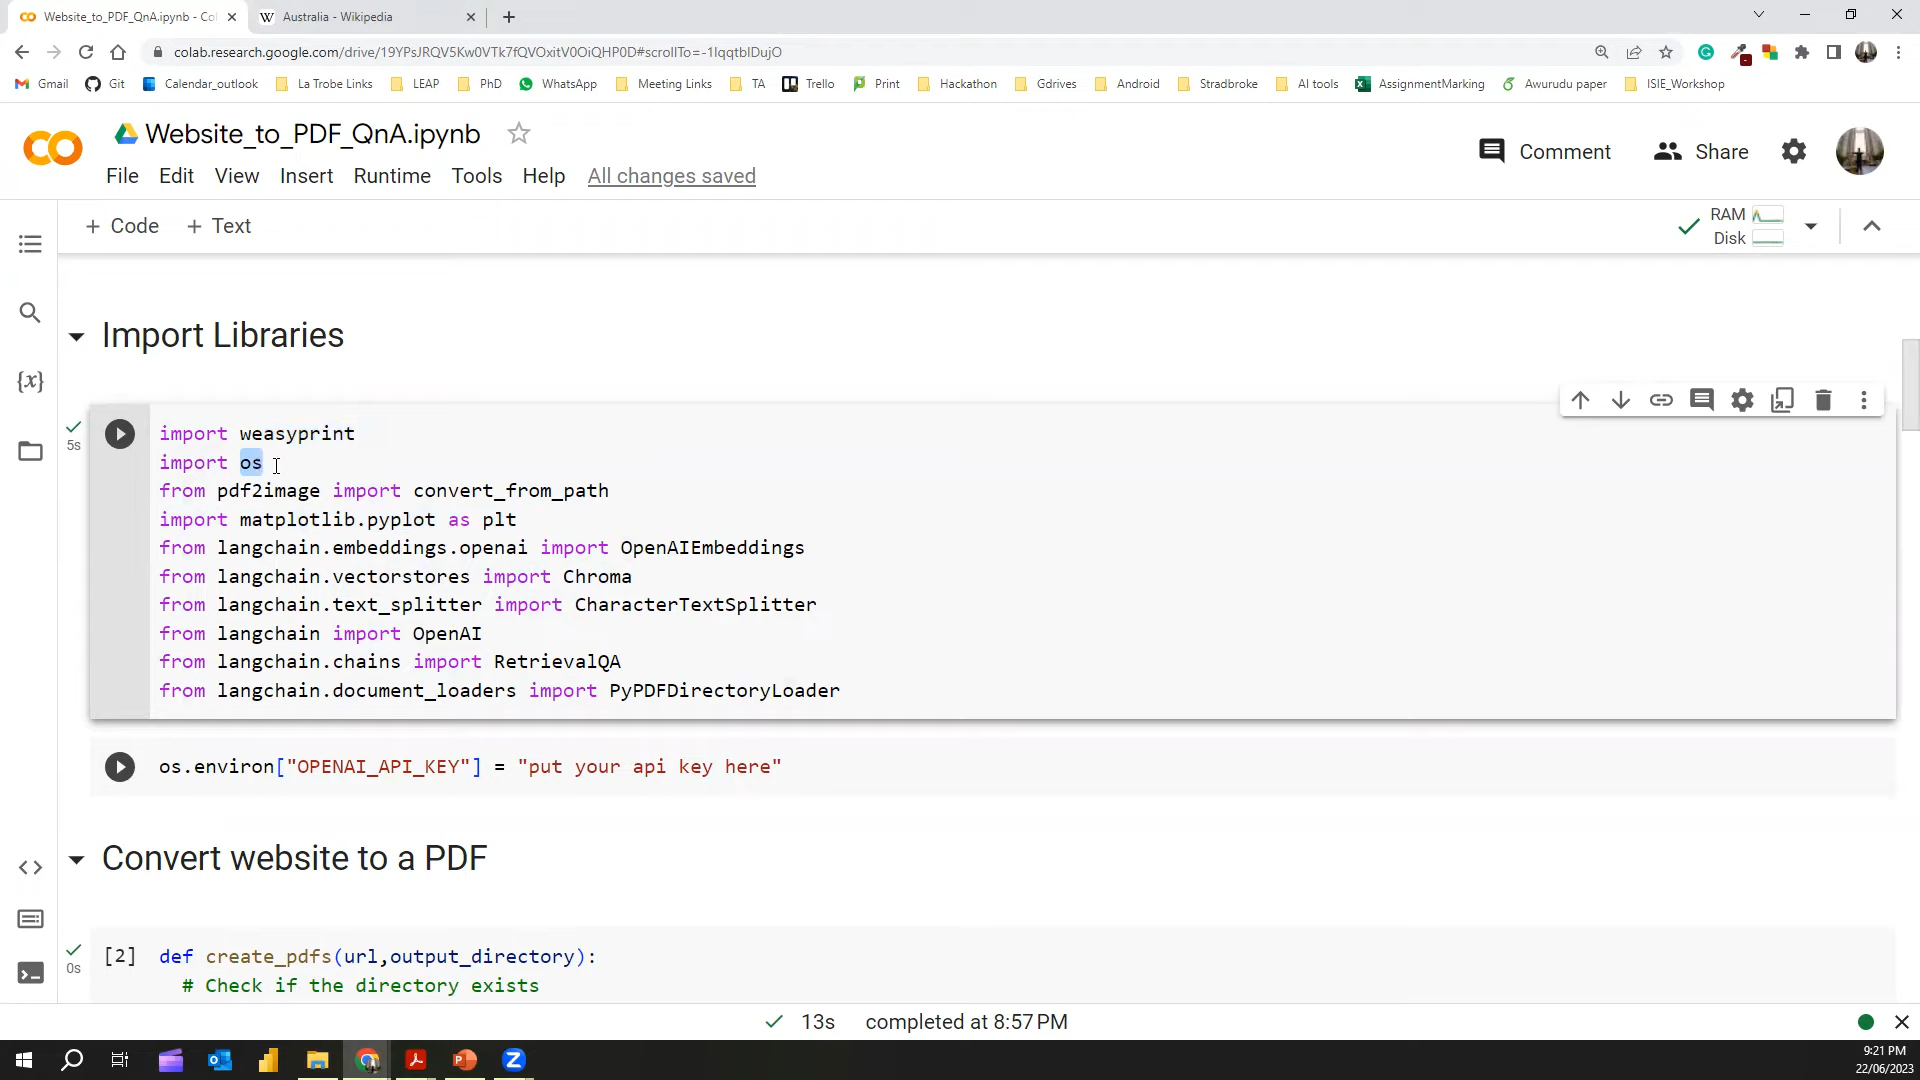 Website_to_PDF_QnA.ipynb - Col
Australia - Wikipedia
colab.research.google.com/drive/19YPsJRQV5Kw0VTk7fQVOxitV0OiQHP0D#scrollTo=-1IqqtblDujO
Gmail Git Calendar_outlook La Trobe Links LEAP PhD WhatsApp Meeting Links TA Trello Print Hackathon Gdrives Android Stradbroke AI tools AssignmentMarking Awurudu paper ISIE_Workshop
Website_to_PDF_QnA.ipynb
Comment Share
File Edit View Insert Runtime Tools Help All changes saved
+ Code + Text
RAM
Disk
Import Libraries
5s
import weasyprint
import os
from pdf2image import convert_from_path
import matplotlib.pyplot as plt
from langchain.embeddings.openai import OpenAIEmbeddings
from langchain.vectorstores import Chroma
from langchain.text_splitter import CharacterTextSplitter
from langchain import OpenAI
from langchain.chains import RetrievalQA
from langchain.document_loaders import PyPDFDirectoryLoader
os.environ["OPENAI_API_KEY"] = "put your api key here"
Convert website to a PDF
0s
[2] def create_pdfs(url,output_directory):
# Check if the directory exists
13s completed at 8:57 PM
9:21 PM
22/06/2023